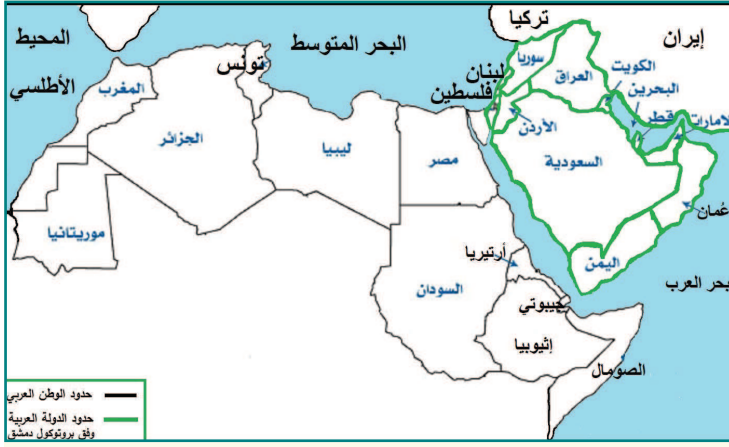 المحيط
الأطلسي
البحر المتوسط
تركيا
إيران
تونس
المغرب
الجزائر
ليبيا
مصر
موريتانيا
السودان
لبنان
فلسطين
سوريا
العراق
الكويت
البحرين
قطر
لامارات
الأردن
السعودية
عُمان
اليمن
بحر العرب
أرتيريا
جيبوتي
إثيوبيا
الصومال
حدود الوطن العربي
حدود الدولة العربية
وفق بروتوكول دمشق